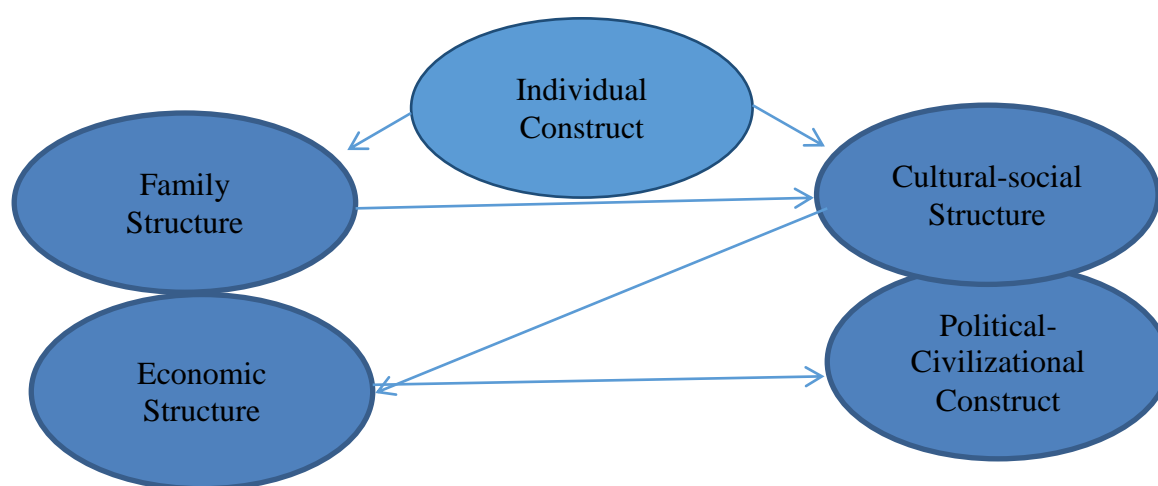 Individual
Construct
Family
Structure
Cultural-social
Structure
Economic
Structure
Political-
Civilizational
Construct